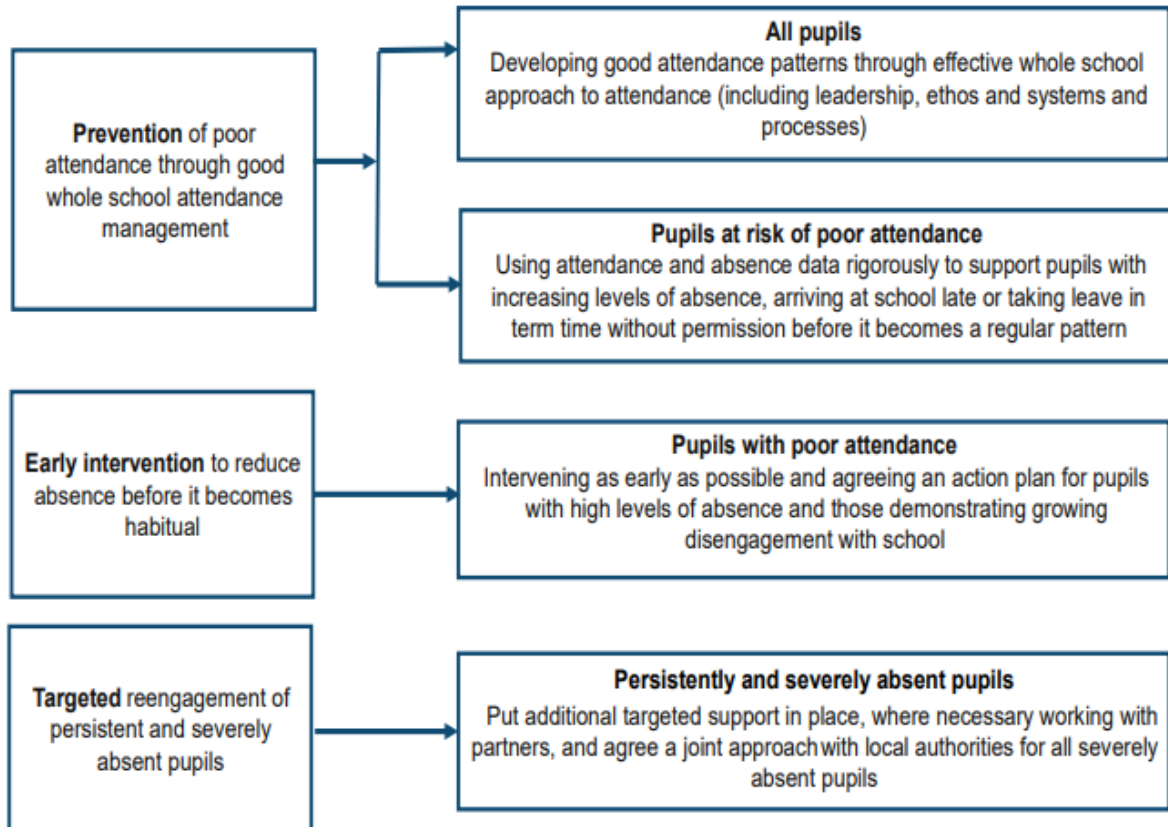 Prevention of poor
attendance through good
whole school attendance
management
All pupils
Developing good attendance patterns through effective whole school
approach to attendance (including leadership, ethos and systems and
processes)
Pupils at risk of poor attendance
Using attendance and absence data rigorously to support pupils with
increasing levels of absence, arriving at school late or taking leave in
term time without permission before it becomes a regular pattern
Early intervention to reduce
absence before it becomes
habitual
Pupils with poor attendance
Intervening as early as possible and agreeing an action plan for pupils
with high levels of absence and those demonstrating growing
disengagement with school
Targeted reengagement of
persistent and severely
absent pupils
Persistently and severely absent pupils
Put additional targeted support in place, where necessary working with
partners, and agree a joint approach with local authorities for all severely
absent pupils